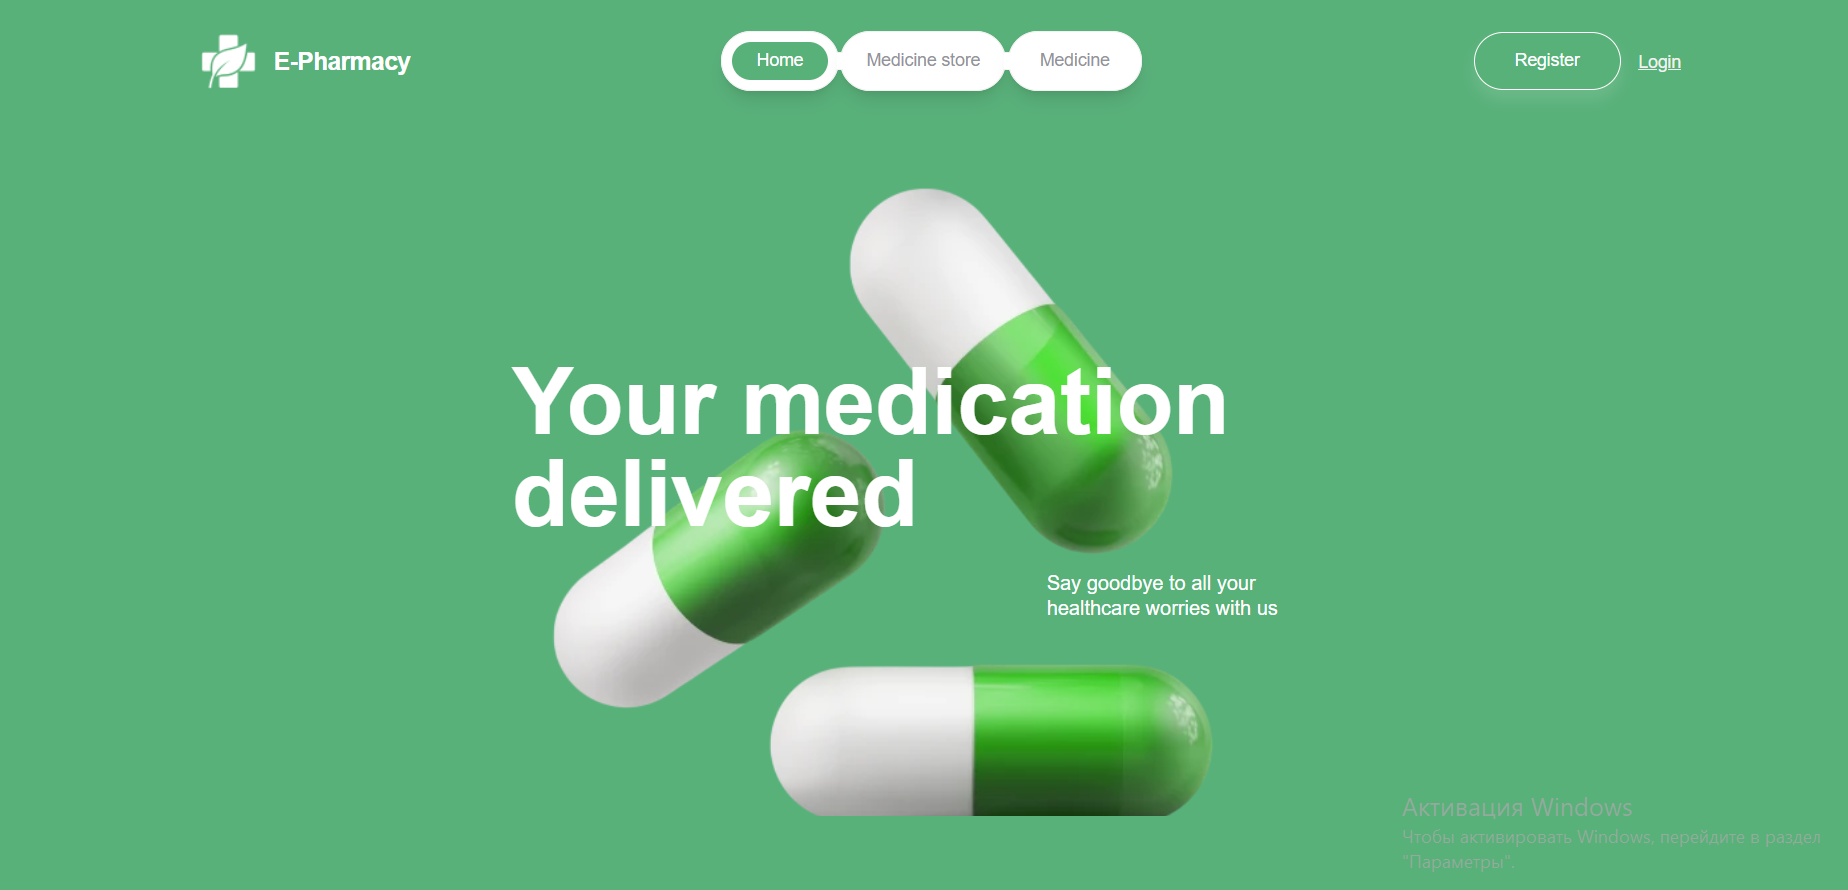 E-Pharmacy
Home
Medicine store
Medicine
Register
Login
Your medication
delivered
Say goodbye to all your
healthcare worries with us
Активация Windows
Чтобы активировать Windows, перейдите в раздел
"Параметры".